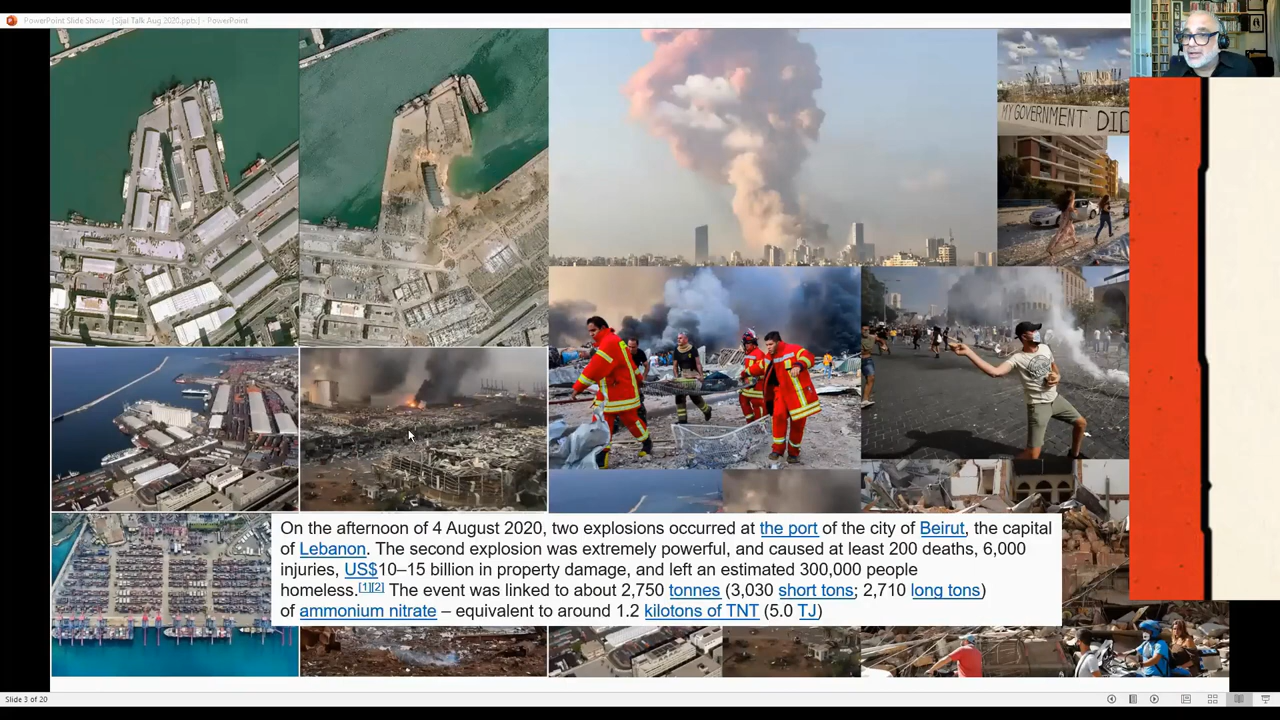 PowerPoint Slide Show - [Sijal Talk Aug 2020.pptx] - PowerPoint
MY GOVERNMENT DID
On the afternoon of 4 August 2020, two explosions occurred at the port of the city of Beirut, the capital
of Lebanon. The second explosion was extremely powerful, and caused at least 200 deaths, 6,000
injuries, US$10–15 billion in property damage, and left an estimated 300,000 people
homeless.[1][2] The event was linked to about 2,750 tonnes (3,030 short tons; 2,710 long tons)
of ammonium nitrate – equivalent to around 1.2 kilotons of TNT (5.0 TJ)
Slide 3 of 20